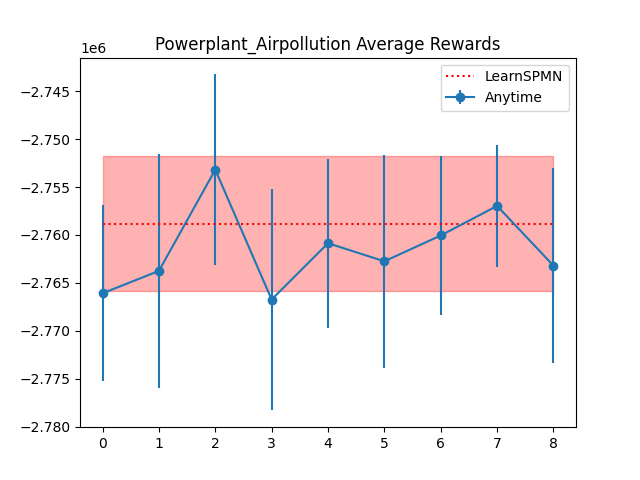 Powerplant_Airpollution Average Rewards
1e6
LearnSPMN
Anytime
−2.745
−2.750
−2.755
−2.760
−2.765
−2.770
−2.775
−2.780
0 1 2 3 4 5 6 7 8